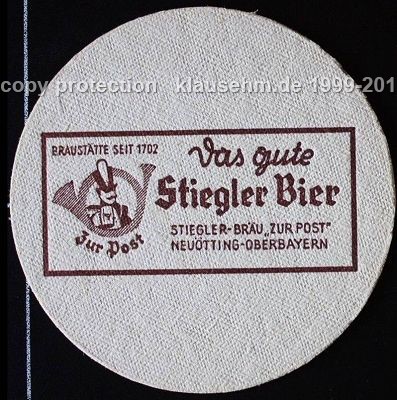 copy protection klausehm.de 1999-201
BRAUSTÄTTE SEIT 1702
Zur Post
Das gute
Stiegler Bier
STIEGLER-BRÄU „ZUR POST"
NEUÖTTING-OBERBAYERN